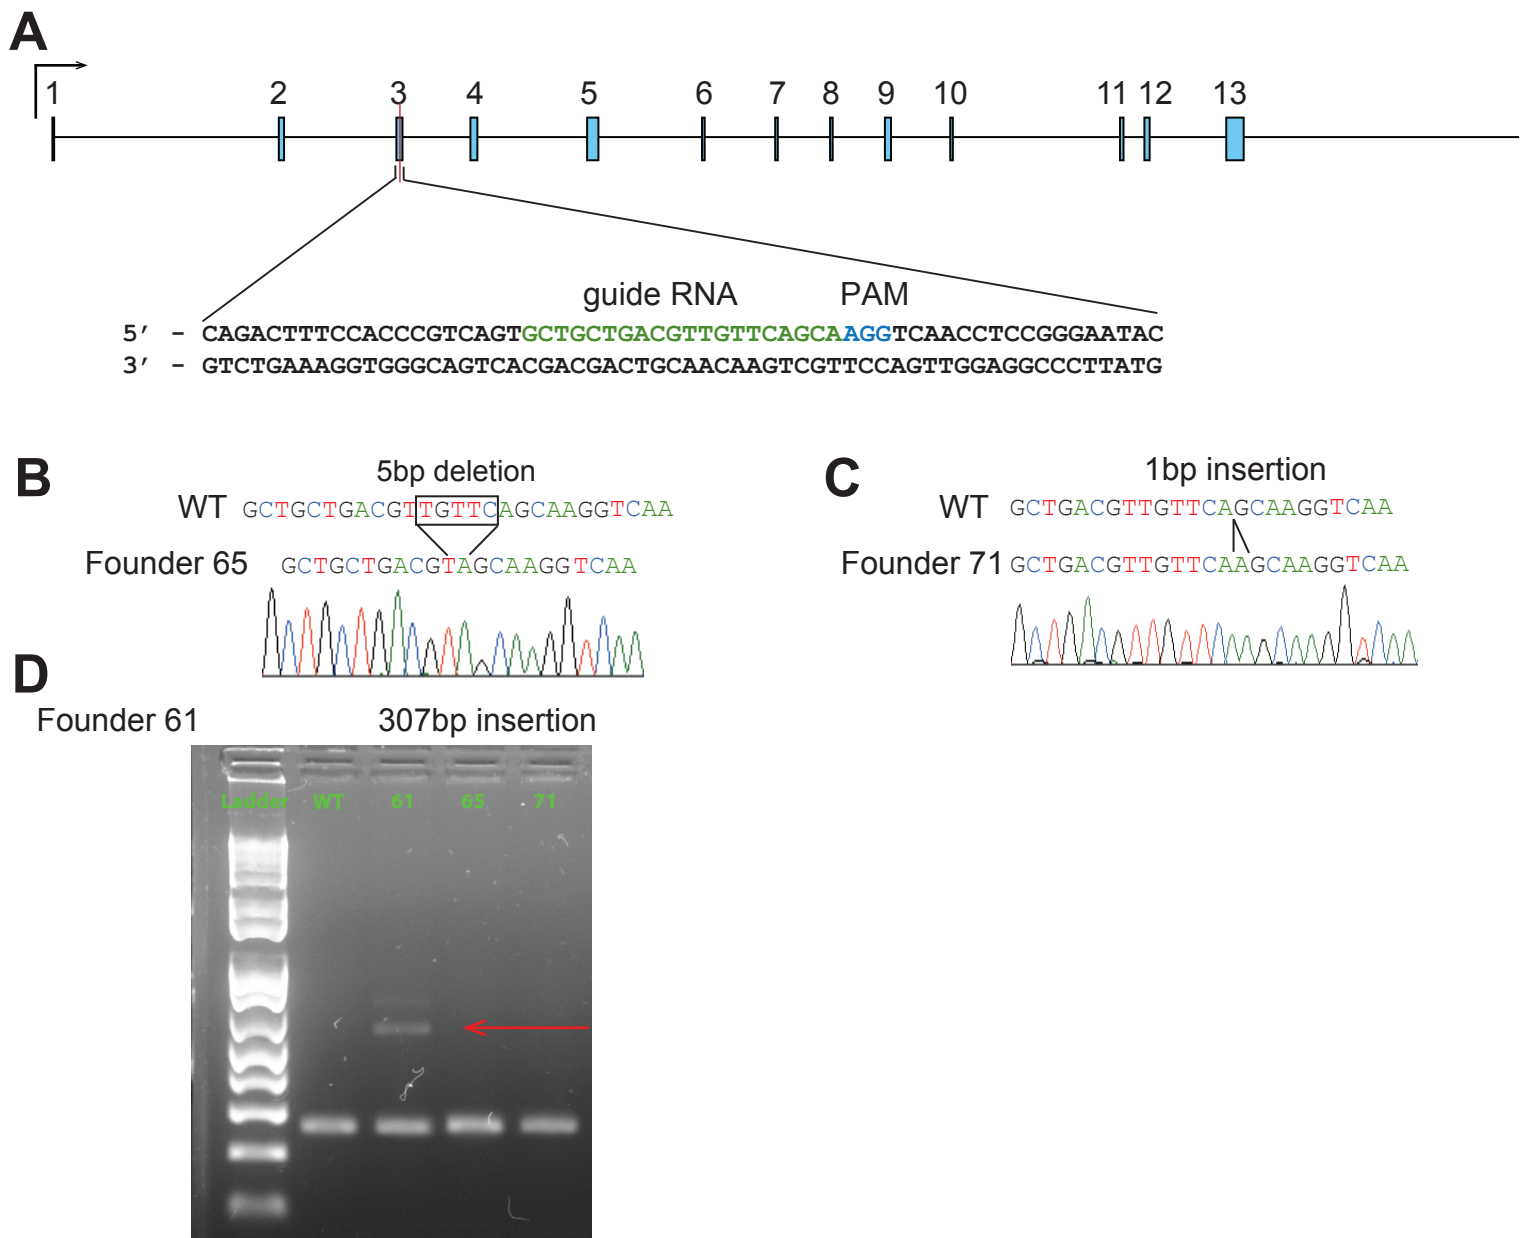 A
1 2 3 4 5 6 7 8 9 10 11 12 13
guide RNA PAM
5′ - CAGACTTTCCACCCGTCAGTGCTGCTGACGTTGTTCAGCAAGGTCAACCTCCGGGAATAC
3′ - GTCTGAAAGGTGGGCAGTCACGACGACTGCAACAAGTCGTTCCAGTTGGAGGCCCTTATG
B
5bp deletion
WT GCTGCTGACGTTGTTCAGCAAGGTCAA
Founder 65 GCTGCTGACGTAGCAAGGTCAA
C
1bp insertion
WT GCTGACGTTGTTCAGCAAGGTCAA
Founder 71 GCTGACGTTGTTCAAGCAAGGTCAA
D
Founder 61 307bp insertion
Ladder WT 61 65 71